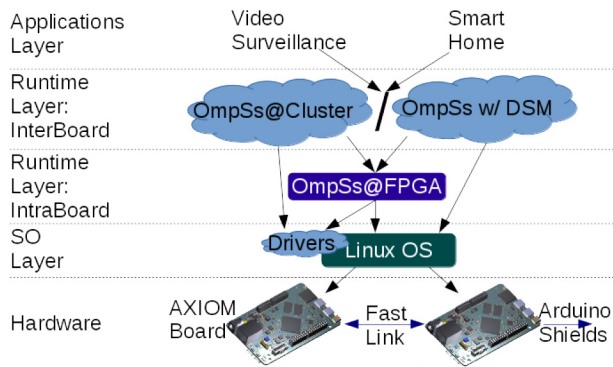 Applications
Layer
Video
Surveillance
Smart
Home
Runtime
Layer:
InterBoard
OmpSs@Cluster
OmpSs w/ DSM
Runtime
Layer:
IntraBoard
OmpSs@FPGA
SO
Layer
Drivers
Linux OS
Hardware
AXIOM
Board
Fast
Link
Arduino
Shields